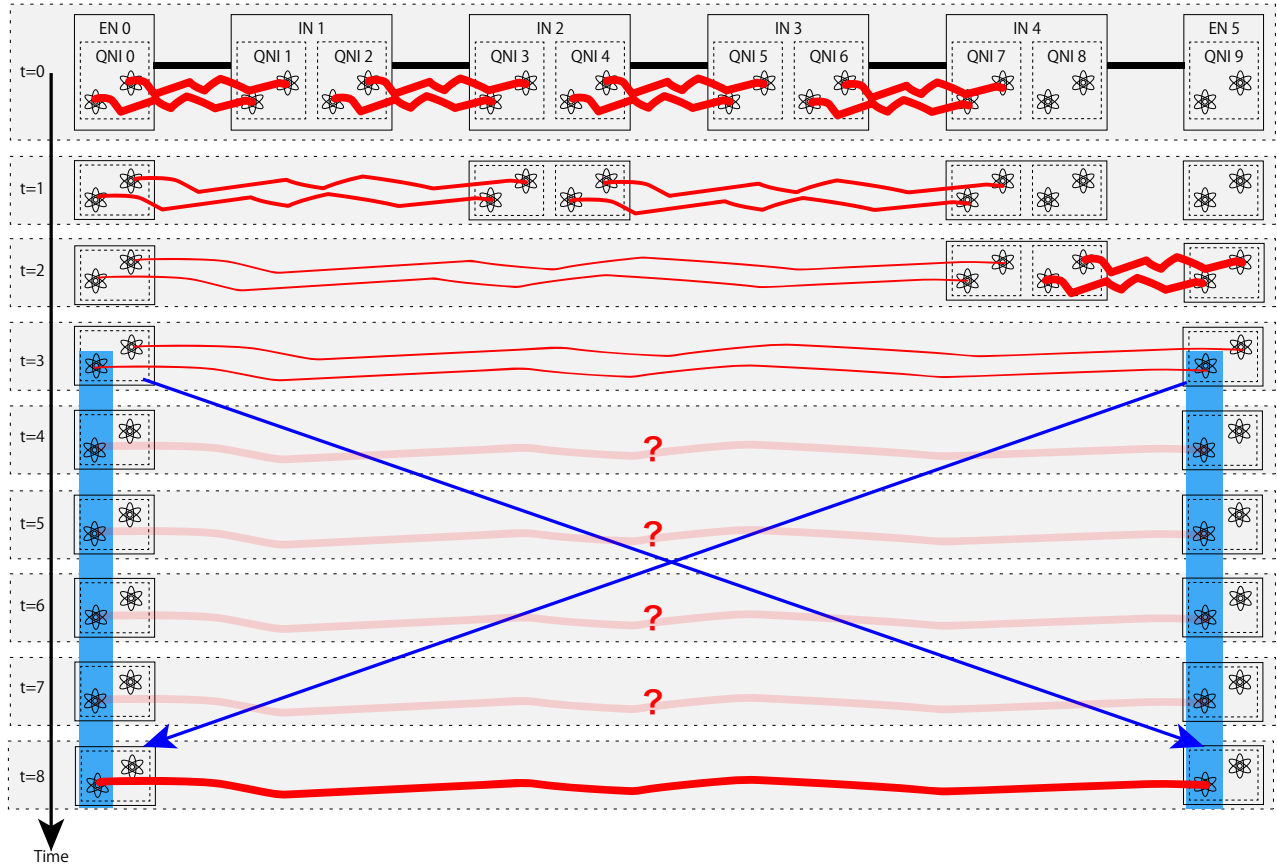 EN 0 IN 1 IN 2 IN 3 IN 4 EN 5
QNI 0 QNI 1 QNI 2 QNI 3 QNI 4 QNI 5 QNI 6 QNI 7 QNI 8 QNI 9
t=0
t=1
t=2
t=3
t=4 ?
t=5 ?
t=6 ?
t=7 ?
t=8
Time